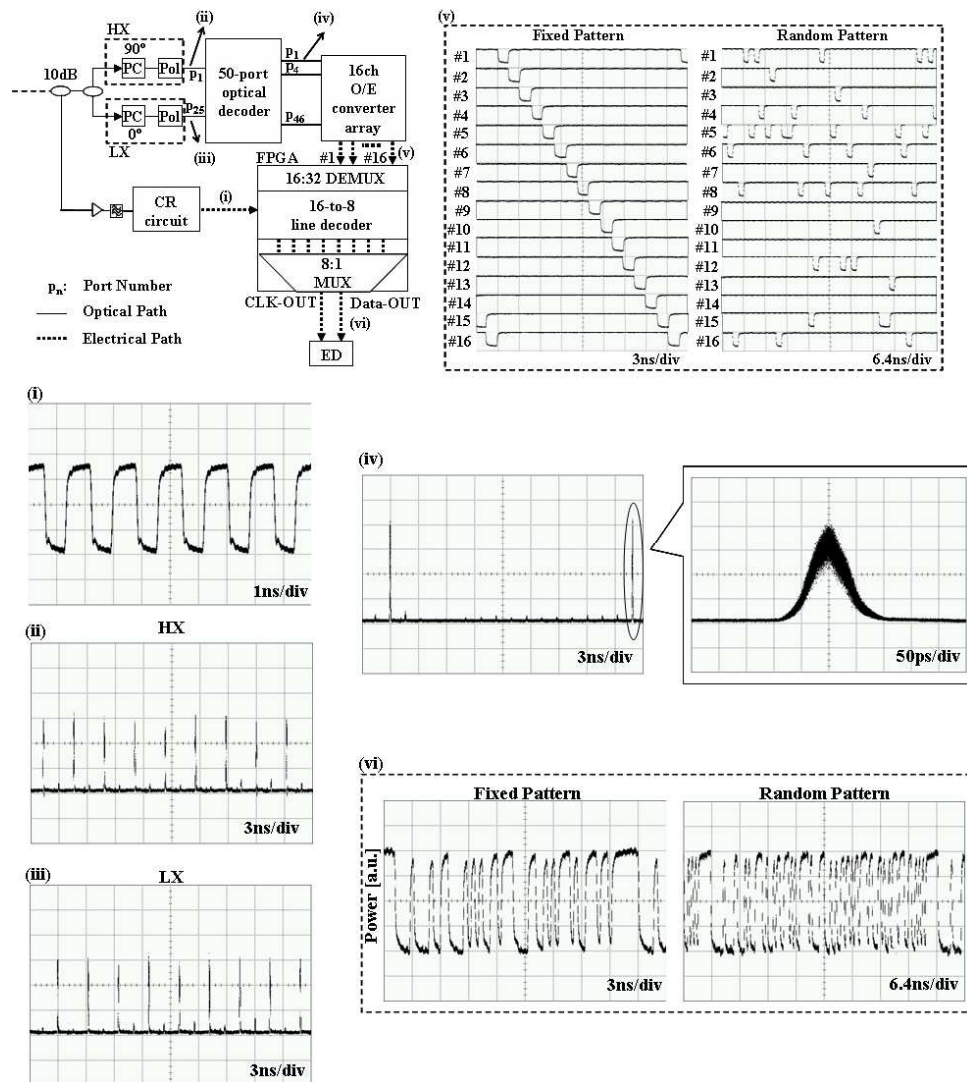 (ii)
HX
90°
PC
Pol
p1
10dB
PC
Pol
p25
0°
LX
(iii)
50-port
optical
decoder
(iv)
p1
p4
p46
16ch
O/E
converter
array
FPGA
#1
#16
(v)
16:32 DEMUX
16-to-8
line decoder
8:1
MUX
CR
circuit
(i)
CLK-OUT
Data-OUT
(vi)
ED
pn: Port Number
Optical Path
Electrical Path
(v)
Fixed Pattern
#1
#2
#3
#4
#5
#6
#7
#8
#9
#10
#11
#12
#13
#14
#15
#16
3ns/div
Random Pattern
#1
#2
#3
#4
#5
#6
#7
#8
#9
#10
#11
#12
#13
#14
#15
#16
6.4ns/div
(i)
1ns/div
(ii)
HX
3ns/div
(iii)
LX
3ns/div
(iv)
3ns/div
50ps/div
(vi)
Fixed Pattern
Power [a.u.]
3ns/div
Random Pattern
6.4ns/div